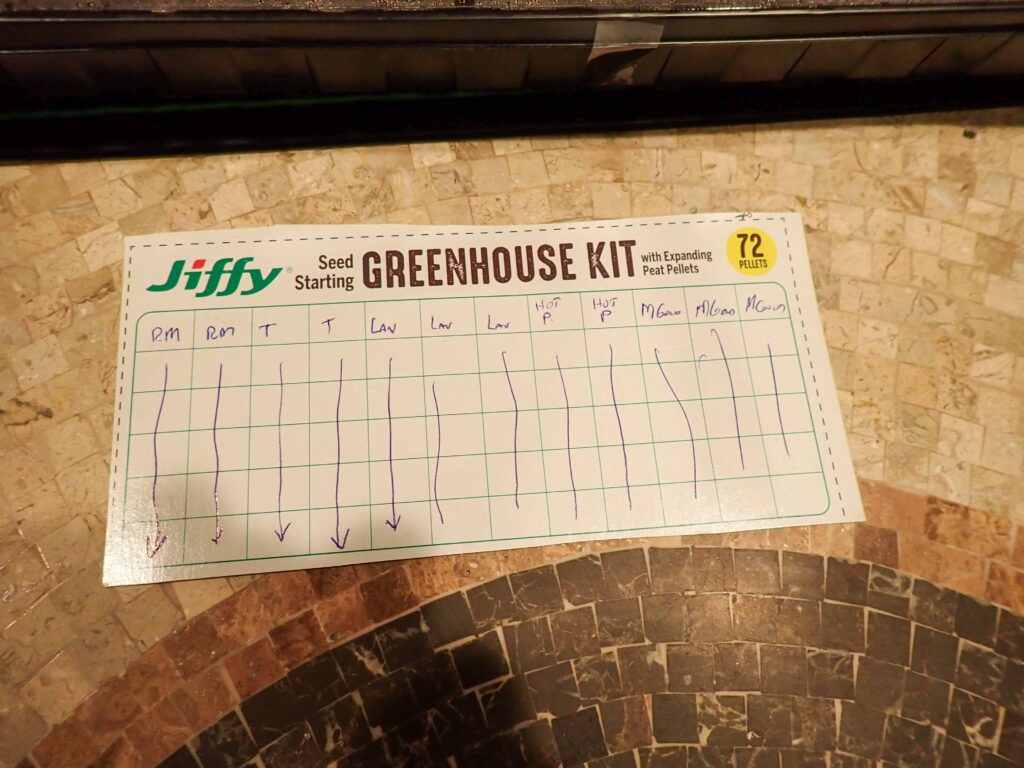 Jiffy®
Seed Starting GREENHOUSE KIT with Expanding Peat Pellets
72 PELLETS
RM RM T T LAV LAV LAV HOT P. HOT P MGOLD MGOLD MGOLD